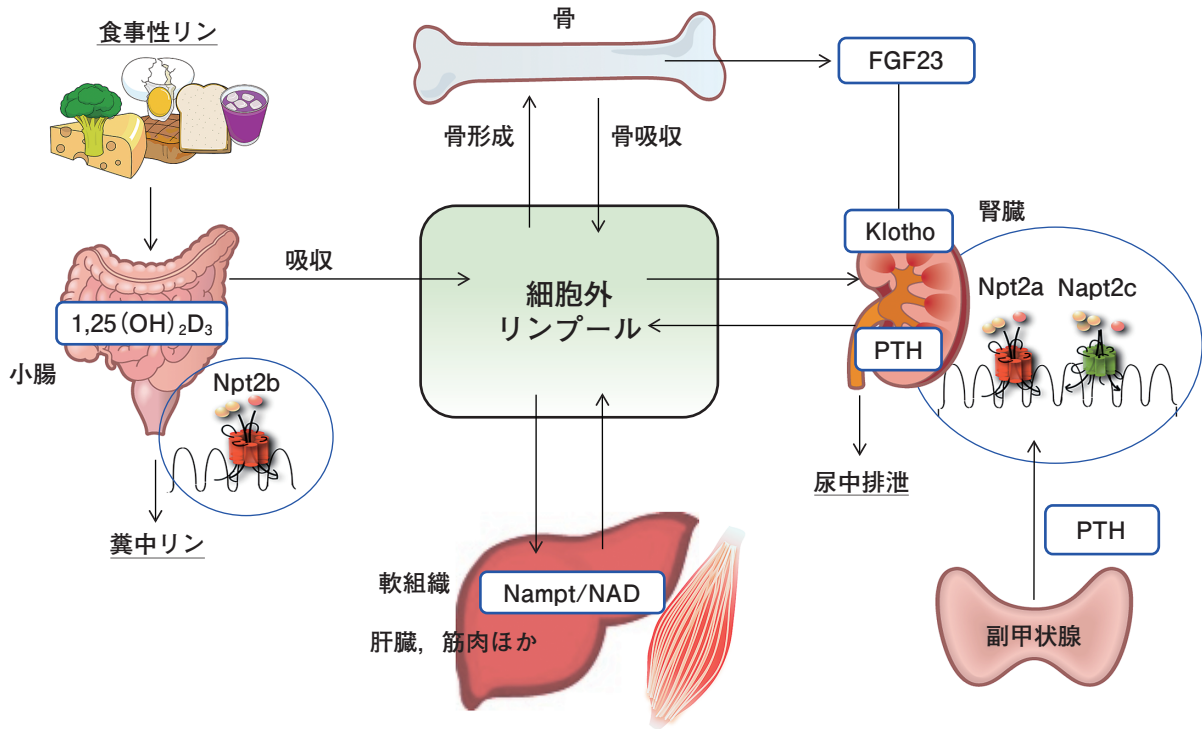 食事性リン
骨
FGF23
骨形成
骨吸収
腎臓
Klotho
吸収
Npt2a
Napt2c
細胞外
リンプール
1,25(OH)₂D₃
PTH
小腸
Npt2b
尿中排泄
糞中リン
PTH
軟組織
Nampt/NAD
肝臓，筋肉ほか
副甲状腺